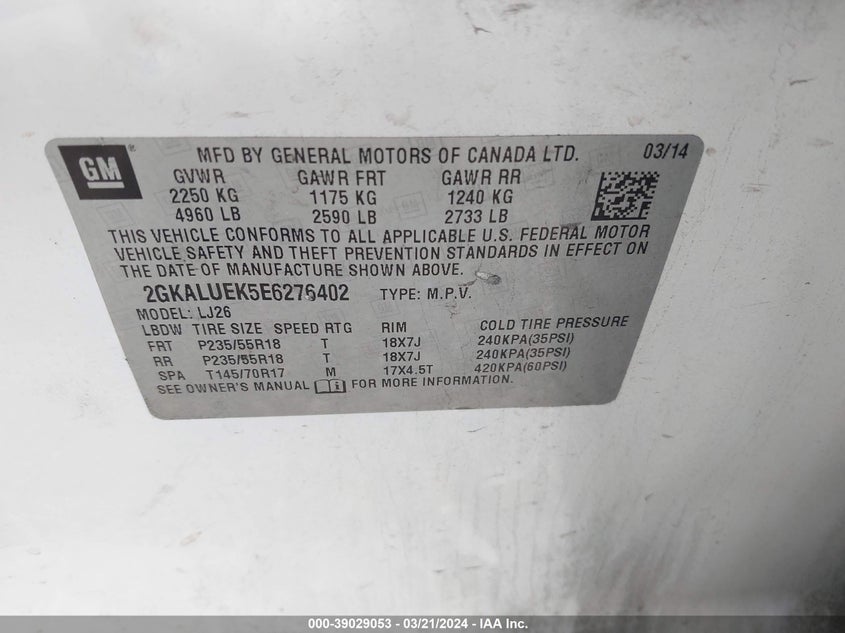 GM ® MFD BY GENERAL MOTORS OF CANADA LTD. 03/14
GVWR GAWR FRT GAWR RR
2250 KG 1175 KG 1240 KG
4960 LB 2590 LB 2733 LB
THIS VEHICLE CONFORMS TO ALL APPLICABLE U.S. FEDERAL MOTOR
VEHICLE SAFETY AND THEFT PREVENTION STANDARDS IN EFFECT ON
THE DATE OF MANUFACTURE SHOWN ABOVE.
2GKALUEK5E6276402 TYPE: M.P.V.
MODEL: LJ26
LBDW TIRE SIZE SPEED RTG RIM COLD TIRE PRESSURE
FRT P235/55R18 T 18X7J 240KPA(35PSI)
RR P235/55R18 T 18X7J 240KPA(35PSI)
SPA T145/70R17 M 17X4.5T 420KPA(60PSI)
SEE OWNER'S MANUAL FOR MORE INFORMATION.
000-39029053 - 03/21/2024 - IAA Inc.